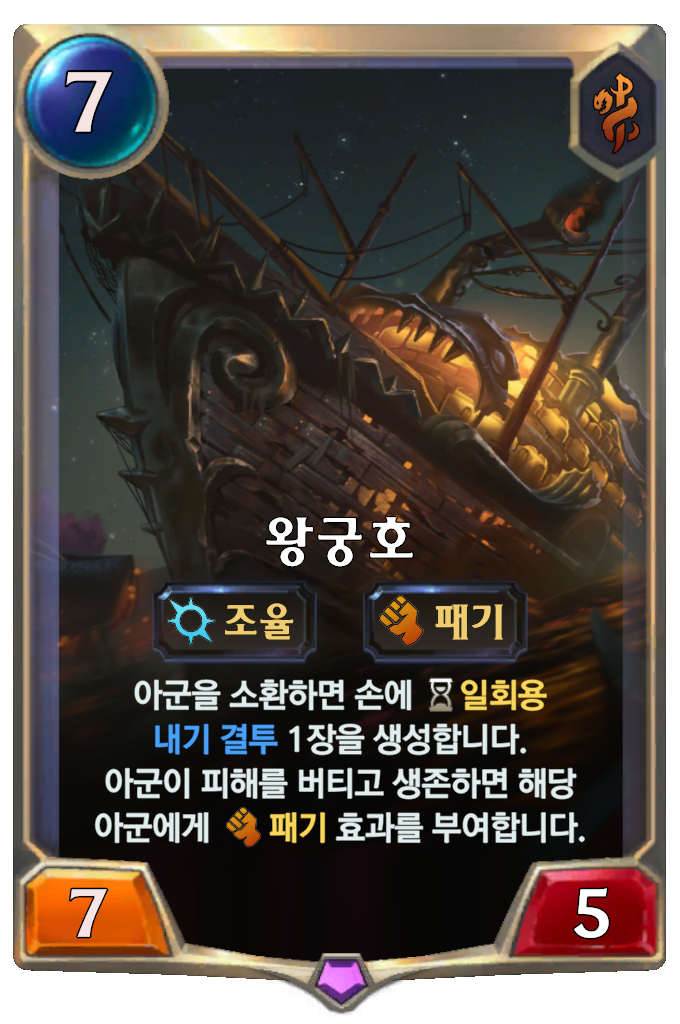 7
왕궁호
조율 패기
아군을 소환하면 손에 일회용
내기 결투 1장을 생성합니다.
아군이 피해를 버티고 생존하면 해당
아군에게 패기 효과를 부여합니다.
7 5